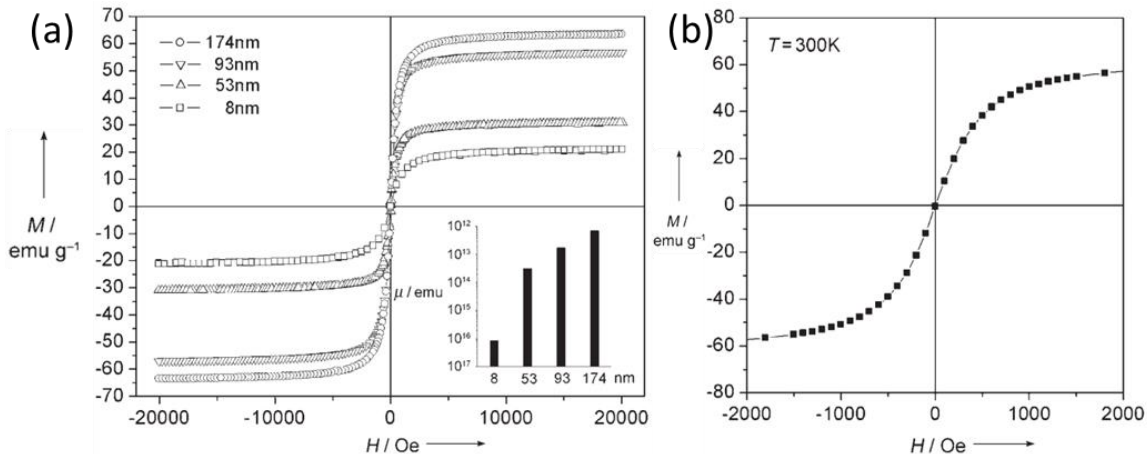 (a)
174nm
93nm
53nm
8nm
70
60
50
40
30
20
10
0
-10
-20
-30
-40
-50
-60
-70
M /
emu g⁻¹
-20000
-10000
0
10000
20000
H / Oe
μ / emu
10¹²
10¹³
10¹⁴
10¹⁵
10¹⁶
10¹⁷
8 53 93 174 nm
(b)
T = 300K
80
60
40
20
0
-20
-40
-60
-80
M /
emu g⁻¹
-2000
-1000
0
1000
2000
H / Oe